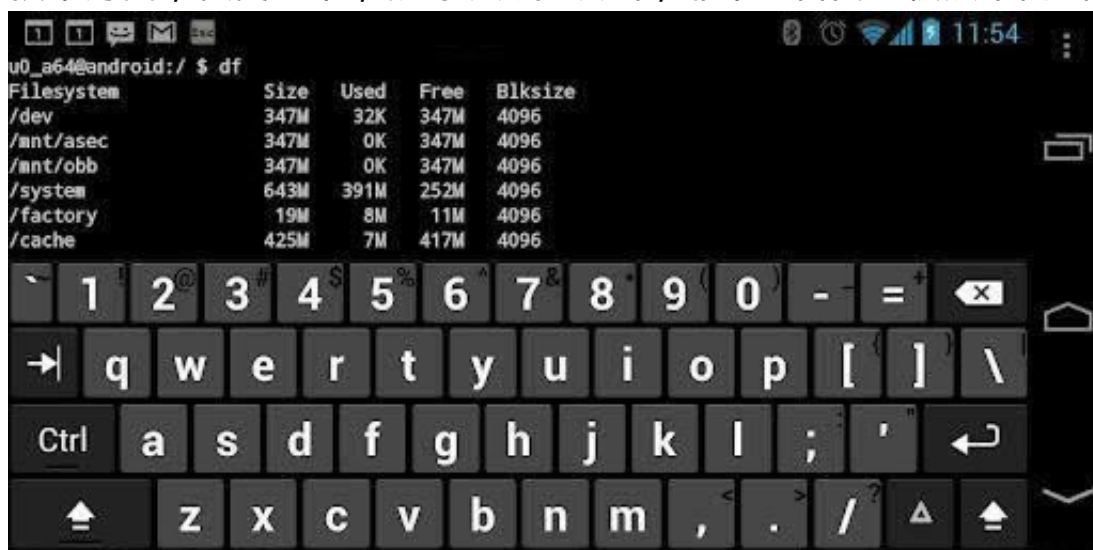 1 1 Esc 11:54
u0_a64@android:/ $ df
Filesystem Size Used Free Blksize
/dev 347M 32K 347M 4096
/mnt/asec 347M 0K 347M 4096
/mnt/obb 347M 0K 347M 4096
/system 643M 391M 252M 4096
/factory 19M 8M 11M 4096
/cache 425M 7M 417M 4096
` ~ 1 ! 2 @ 3 # 4 $ 5 % 6 ^ 7 & 8 * 9 ( 0 ) - _ = +
q w e r t y u i o p [ { ] } \ |
Ctrl a s d f g h j k l ; : ' "
z x c v b n m , < . > / ?